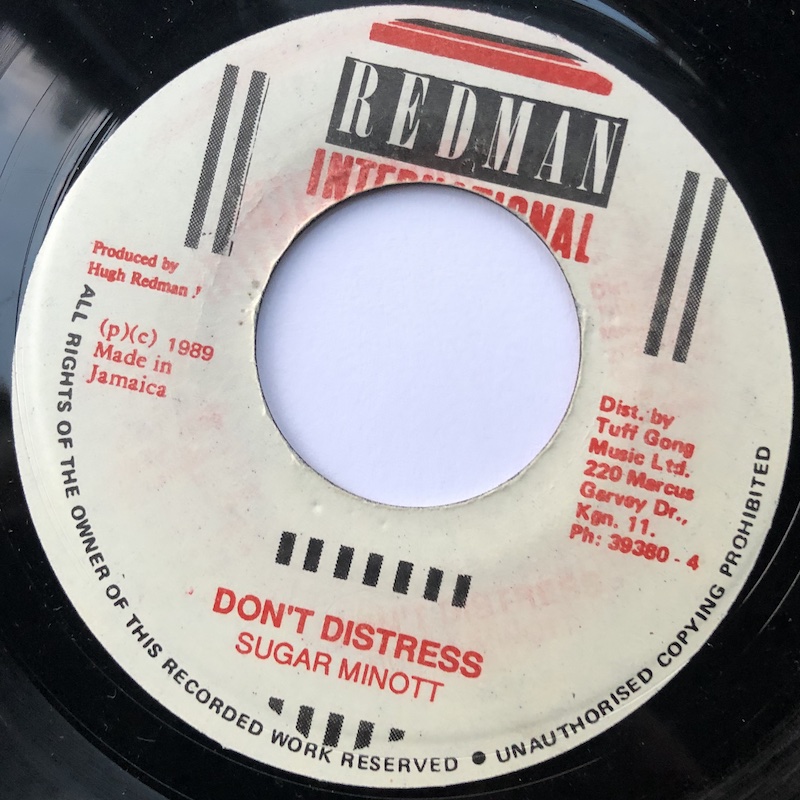 REDMAN
INTERNATIONAL
Produced by
Hugh Redman !
(p)(c) 1989
Made in
Jamaica
Dist. by
Tuff Gong
Music Ltd.
220 Marcus
Garvey Dr.,
Kgn. 11.
Ph: 39380 - 4
DON'T DISTRESS
SUGAR MINOTT
ALL RIGHTS OF THE OWNER OF THIS RECORDED WORK RESERVED ● UNAUTHORISED COPYING PROHIBITED